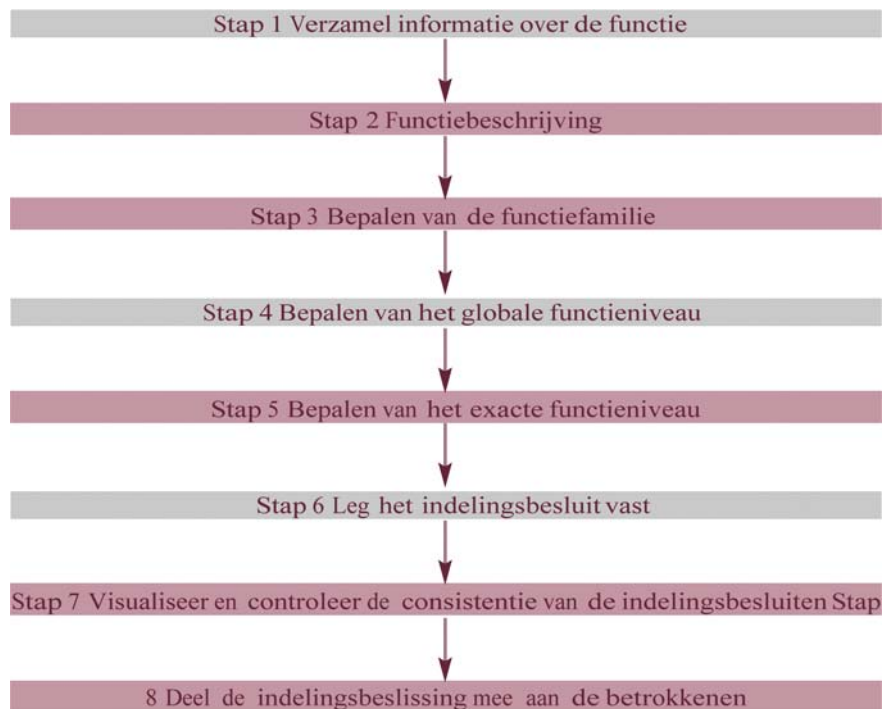 Stap 1 Verzamel informatie over de functie
Stap 2 Functiebeschrijving
Stap 3 Bepalen van de functiefamilie
Stap 4 Bepalen van het globale functieniveau
Stap 5 Bepalen van het exacte functieniveau
Stap 6 Leg het indelingsbesluit vast
Stap 7 Visualiseer en controleer de consistentie van de indelingsbesluiten Stap
8 Deel de indelingsbeslissing mee aan de betrokkenen